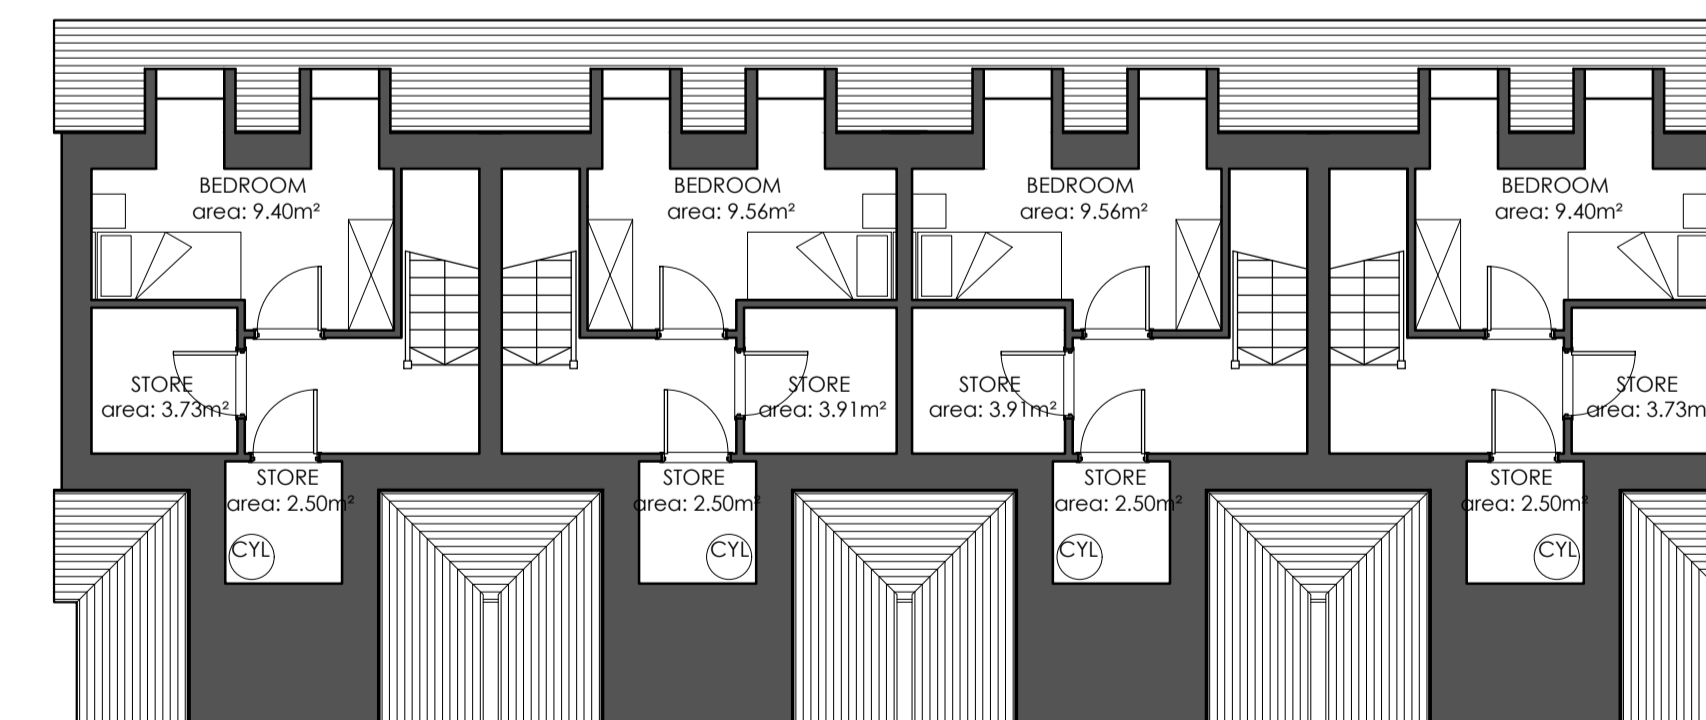 BEDROOM
area: 9.40m²
BEDROOM
area: 9.56m²
BEDROOM
area: 9.56m²
BEDROOM
area: 9.40m²
STORE
area: 3.73m²
STORE
area: 3.91m²
STORE
area: 3.91m²
STORE
area: 3.73m
STORE
area: 2.50m²
CYL
STORE
area: 2.50m²
CYL
STORE
area: 2.50m²
CYL
STORE
area: 2.50m²
CYL